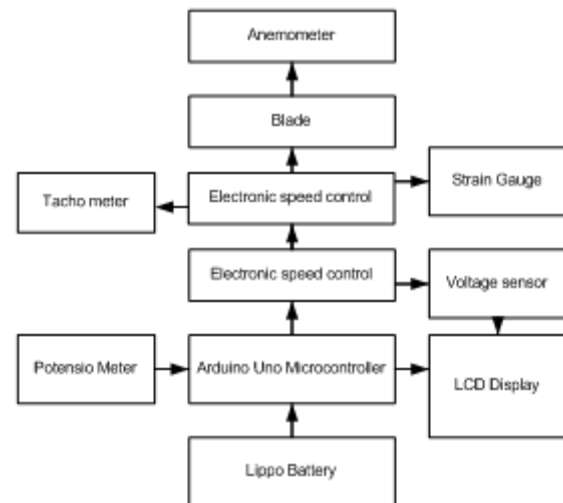 Anemometer
Blade
Tacho meter
Electronic speed control
Strain Gauge
Electronic speed control
Voltage sensor
Potensio Meter
Arduino Uno Microcontroller
LCD Display
Lippo Battery